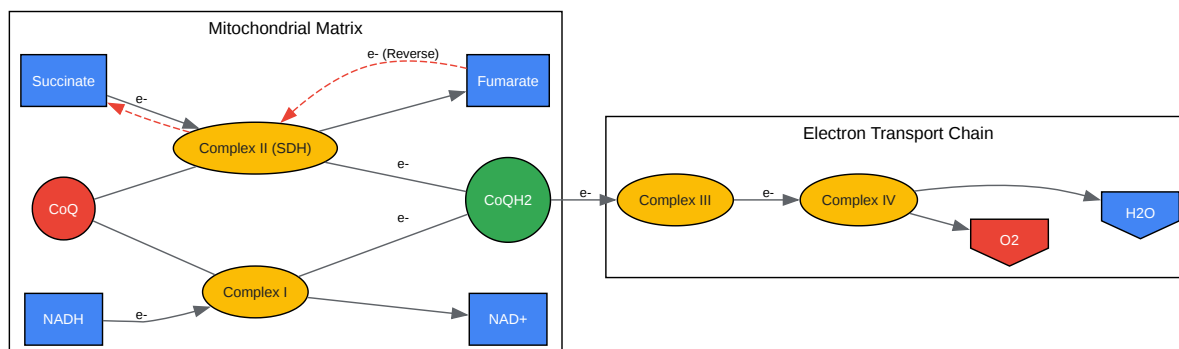 Mitochondrial Matrix
e- (Reverse)
Succinate
Fumarate
e-
Complex II (SDH)
e-
CoQ
CoQH2
e-
Complex I
NADH
e-
NAD+
Electron Transport Chain
e-
Complex III
e-
Complex IV
H2O
O2